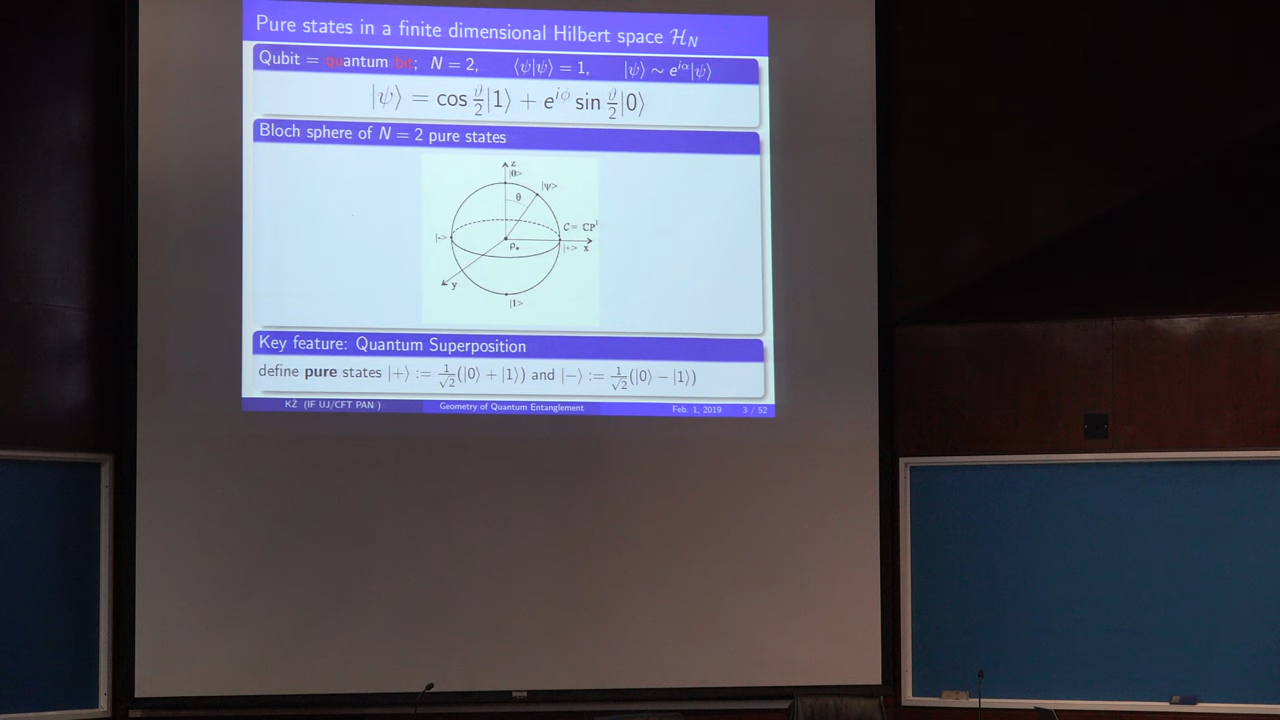 Pure states in a finite dimensional Hilbert space ℋ_N
Qubit = quantum bit; N = 2, ⟨ψ|ψ⟩ = 1, |ψ⟩ ~ e^{iα}|ψ⟩
|ψ⟩ = cos ϑ/2 |1⟩ + e^{iϕ} sin ϑ/2 |0⟩
Bloch sphere of N = 2 pure states
z
|0>
|ψ>
θ
C = CP¹
|->
ρ*
|+> x
y
|1>
Key feature: Quantum Superposition
define pure states |+⟩ := 1/√2(|0⟩ + |1⟩) and |−⟩ := 1/√2(|0⟩ − |1⟩)
KŻ (IF UJ/CFT PAN ) Geometry of Quantum Entanglement Feb. 1, 2019 3 / 52